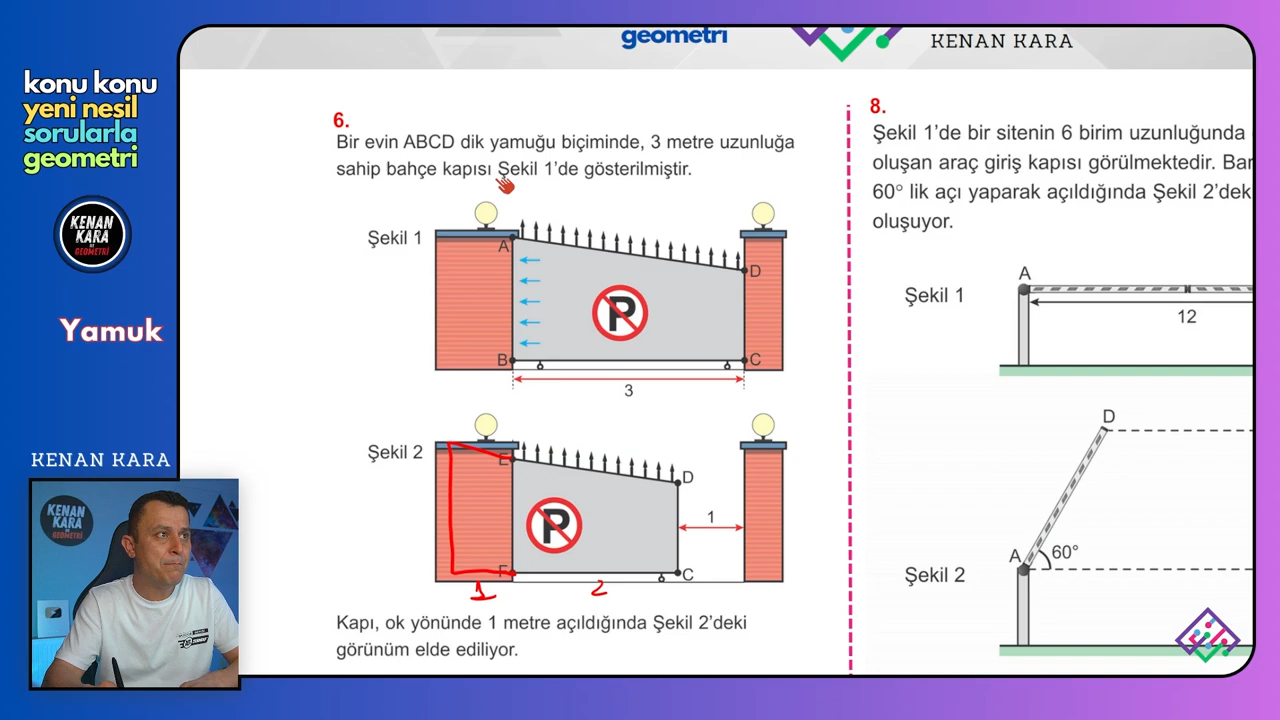 konu konu
yeni nesil
sorularla
geometri
KENAN
KARA
ile
GEOMETRİ
Yamuk
KENAN KARA
KENAN
KARA
GEOMETRİ
geometri
KENAN KARA
6.
Bir evin ABCD dik yamuğu biçiminde, 3 metre uzunluğa
sahip bahçe kapısı Şekil 1'de gösterilmiştir.
Şekil 1
A
D
P
B
C
3
Şekil 2
E
D
P
1
F
C
1
2
Kapı, ok yönünde 1 metre açıldığında Şekil 2'deki
görünüm elde ediliyor.
8.
Şekil 1'de bir sitenin 6 birim uzunluğunda
oluşan araç giriş kapısı görülmektedir. Bar
60° lik açı yaparak açıldığında Şekil 2'dek
oluşuyor.
Şekil 1
A
12
D
Şekil 2
A
60°